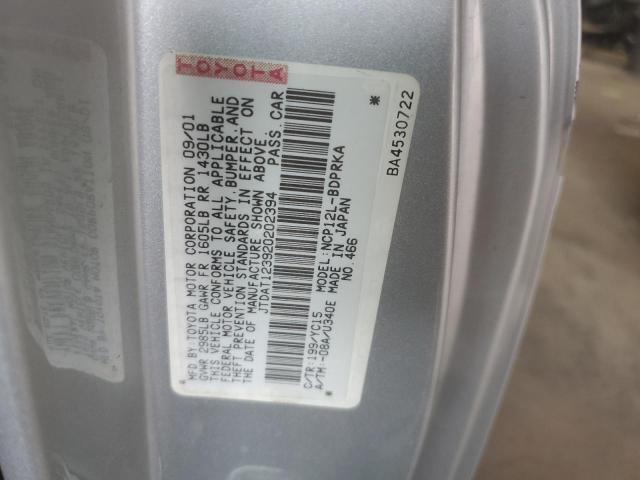 TOYOTA TOYOTA
MFD BY: TOYOTA MOTOR CORPORATION 09/01
GVWR 2985LB GAWR FR 1605LB RR 1430LB
THIS VEHICLE CONFORMS TO ALL APPLICABLE
FEDERAL MOTOR VEHICLE SAFETY, BUMPER, AND
THEFT PREVENTION STANDARDS IN EFFECT ON
THE DATE OF MANUFACTURE SHOWN ABOVE.
JTDAT123920202394 PASS. CAR
C/TR: 199/YC15 MODEL: NCP12L-BDPRKA
A/TM: -08A/U340E MADE IN JAPAN
NO. 466
BA4530722